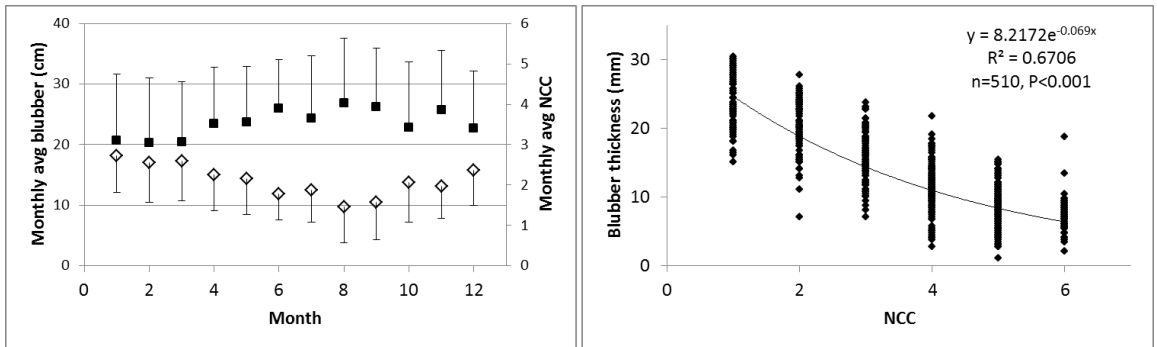 40
30
20
10
0
Monthly avg blubber (cm)
6
5
4
3
2
1
0
Monthly avg NCC
0 2 4 6 8 10 12
Month
30
20
10
0
Blubber thickness (mm)
y = 8.2172e^-0.069x
R² = 0.6706
n=510, P<0.001
0 2 4 6
NCC